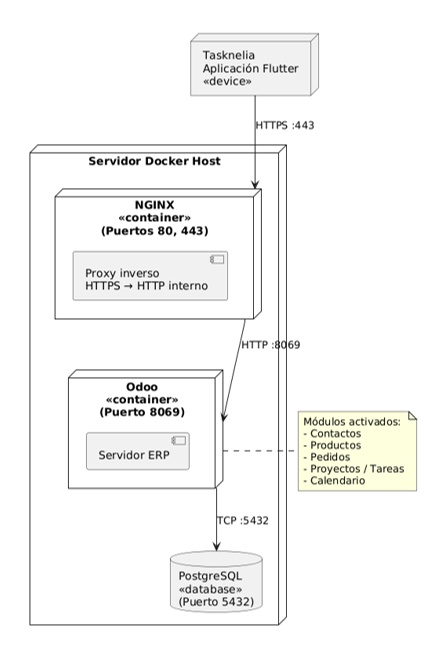 Tasknelia
Aplicación Flutter
«device»
HTTPS :443
Servidor Docker Host
NGINX
«container»
(Puertos 80, 443)
Proxy inverso
HTTPS → HTTP interno
HTTP :8069
Odoo
«container»
(Puerto 8069)
Servidor ERP
Módulos activados:
- Contactos
- Productos
- Pedidos
- Proyectos / Tareas
- Calendario
TCP :5432
PostgreSQL
«database»
(Puerto 5432)